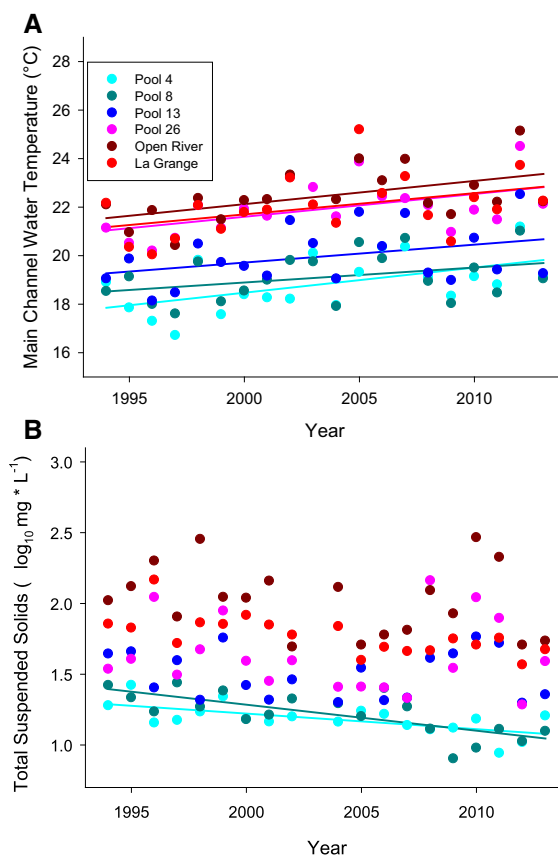 A
Main Channel Water Temperature (°C)
28
26
24
22
20
18
16
Pool 4
Pool 8
Pool 13
Pool 26
Open River
La Grange
1995
2000
2005
2010
Year
B
Total Suspended Solids ( log10 mg * L-1)
3.0
2.5
2.0
1.5
1.0
1995
2000
2005
2010
Year